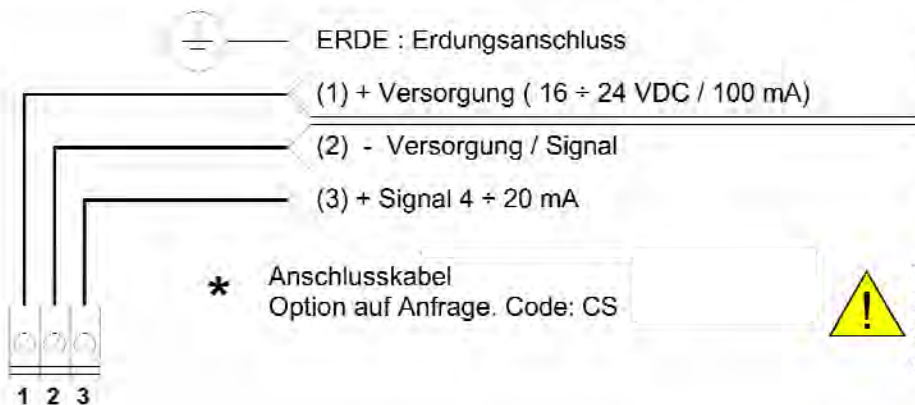 ERDE : Erdungsanschluss
(1) + Versorgung ( 16 ÷ 24 VDC / 100 mA)
(2) - Versorgung / Signal
(3) + Signal 4 ÷ 20 mA
* Anschlusskabel
Option auf Anfrage. Code: CS
!
1 2 3